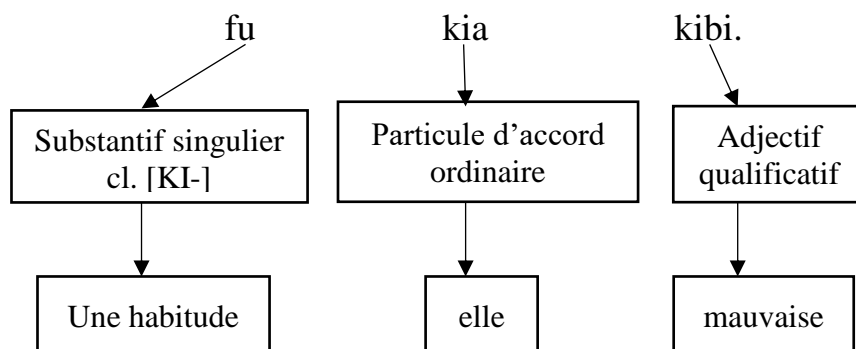 fu kia kibi.
Substantif singulier
cl. [KI-]
Particule d’accord
ordinaire
Adjectif
qualificatif
Une habitude
elle
mauvaise